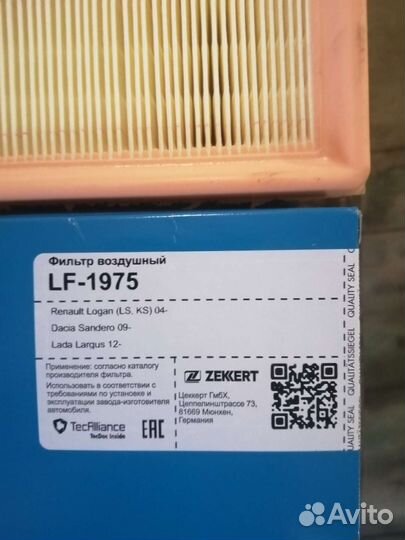 Фильтр воздушный
LF-1975
Renault Logan (LS, KS) 04-
Dacia Sandero 09-
Lada Largus 12-
Применение: согласно каталогу
производителя фильтра.
Использовать в соответствии с
требованиями по установке и
эксплуатации завода-изготовителя
автомобиля.
TecAlliance
TecDoc Inside
EAC
ZEKKERT
Цеккерт ГмбХ,
Цеппелинштрассе 73,
81669 Мюнхен,
Германия
QUALITY SEAL
QUALITÄTSSIEGEL
QUALITY SEAL
Avito